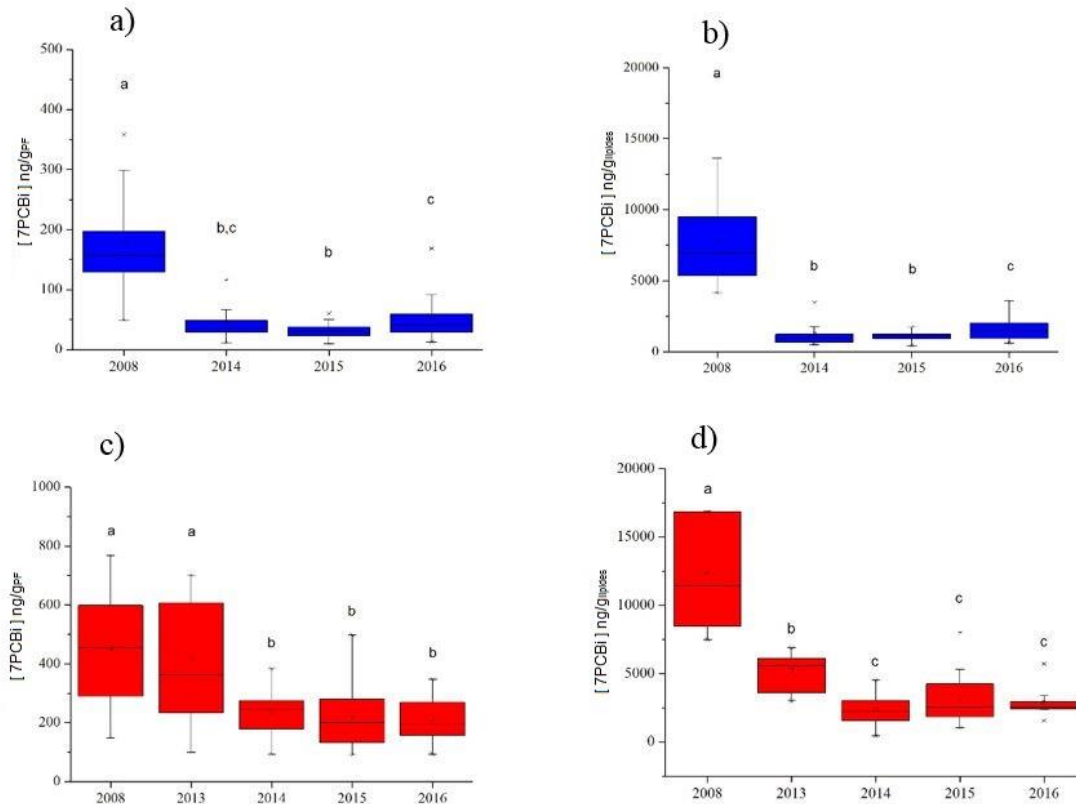 a)
[ 7PCBi ] ng/gPF
500
400
300
200
100
0
a
b,c
b
c
2008 2014 2015 2016
b)
[ 7PCBi ] ng/glipides
20000
15000
10000
5000
0
a
b
b
c
2008 2014 2015 2016
c)
[ 7PCBi ] ng/gPF
1000
800
600
400
200
0
a
a
b
b
b
2008 2013 2014 2015 2016
d)
[ 7PCBi ] ng/glipides
20000
15000
10000
5000
0
a
b
c
c
c
2008 2013 2014 2015 2016